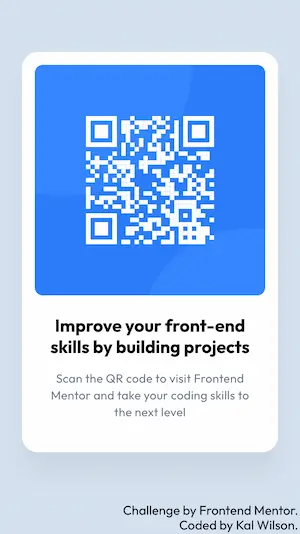 Improve your front-end
skills by building projects
Scan the QR code to visit Frontend
Mentor and take your coding skills to
the next level
Challenge by Frontend Mentor.
Coded by Kal Wilson.